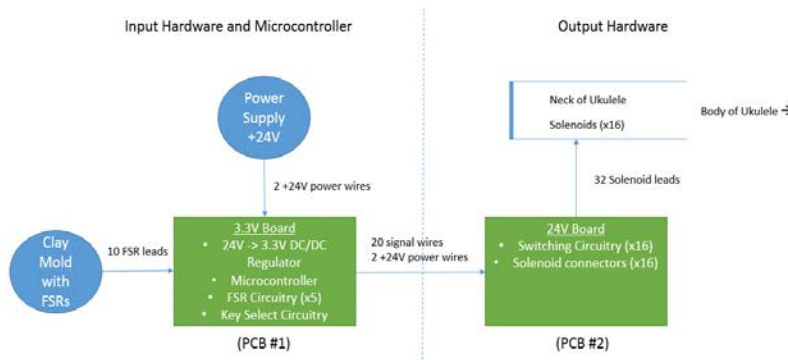 Input Hardware and Microcontroller
Output Hardware
Power
Supply
+24V
Neck of Ukulele
Solenoids (x16)
Body of Ukulele →
2 +24V power wires
32 Solenoid leads
Clay
Mold
with
FSRs
10 FSR leads
3.3V Board
• 24V -> 3.3V DC/DC
Regulator
• Microcontroller
• FSR Circuitry (x5)
• Key Select Circuitry
20 signal wires
2 +24V power wires
24V Board
• Switching Circuitry (x16)
• Solenoid connectors (x16)
(PCB #1)
(PCB #2)